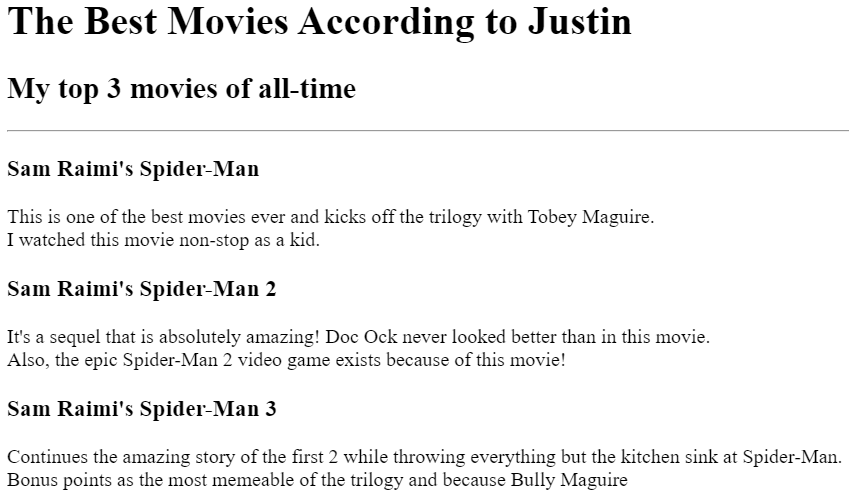 The Best Movies According to Justin
My top 3 movies of all-time
Sam Raimi's Spider-Man
This is one of the best movies ever and kicks off the trilogy with Tobey Maguire.
I watched this movie non-stop as a kid.
Sam Raimi's Spider-Man 2
It's a sequel that is absolutely amazing! Doc Ock never looked better than in this movie.
Also, the epic Spider-Man 2 video game exists because of this movie!
Sam Raimi's Spider-Man 3
Continues the amazing story of the first 2 while throwing everything but the kitchen sink at Spider-Man.
Bonus points as the most memeable of the trilogy and because Bully Maguire